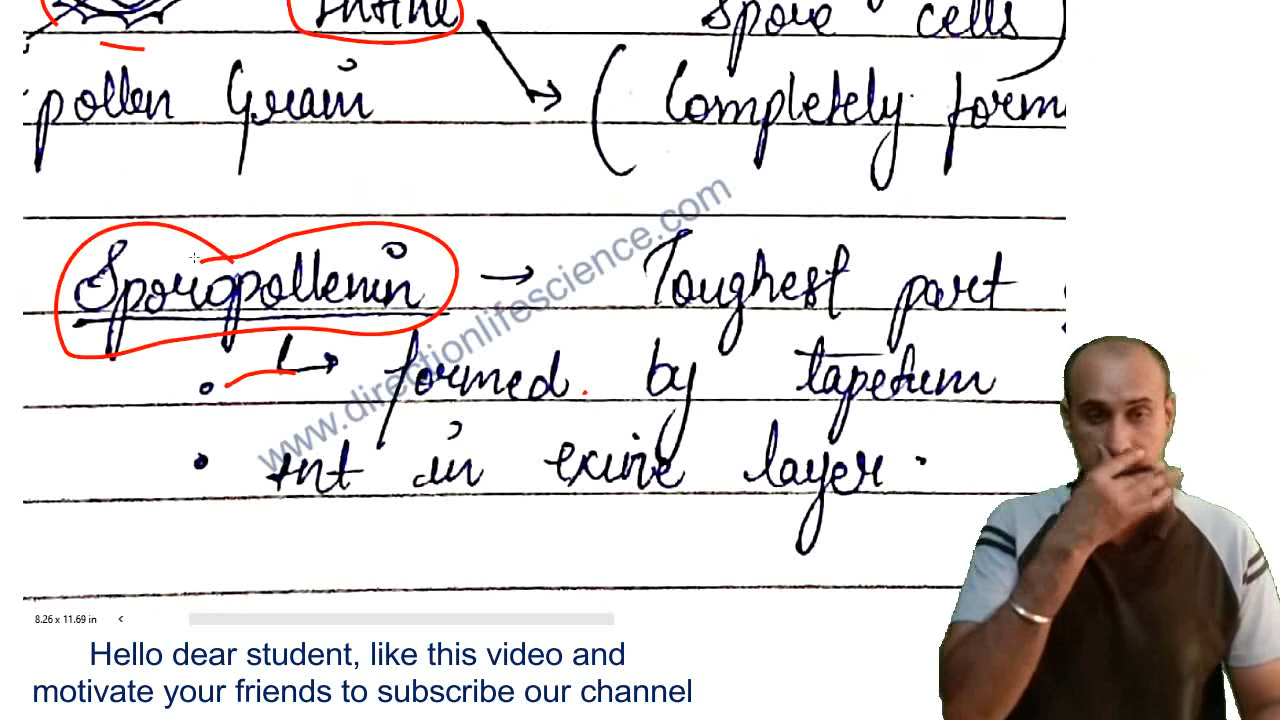 Intine Spore cells
pollen Grain ( Completely form
Sporopollenin → Toughest part
↳ formed by tapetum
• in exine layer.
www.directionlifescience.com
8.26 x 11.69 in <
Hello dear student, like this video and
motivate your friends to subscribe our channel